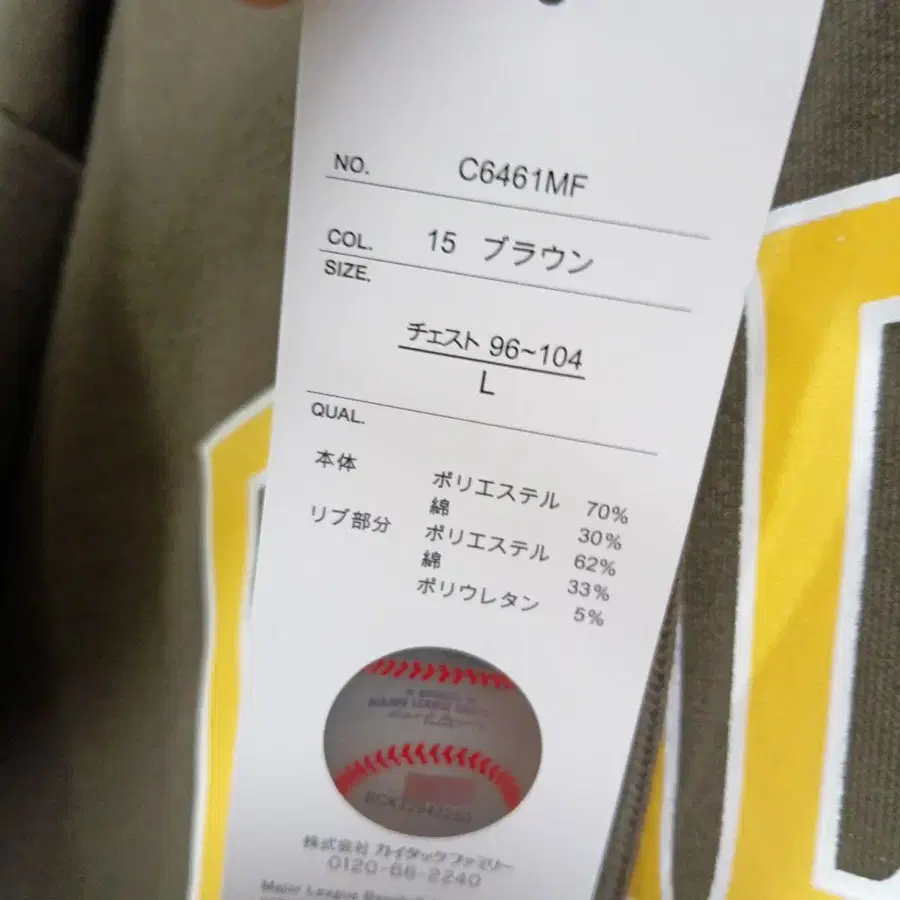 NO. C6461MF
COL. 15 ブラウン
SIZE.
チェスト 96~104
L
QUAL.
本体 ポリエステル 70%
綿 30%
リブ部分 ポリエステル 62%
綿 33%
ポリウレタン 5%
株式会社 カイタックファミリー
0120-66-2240
Major League